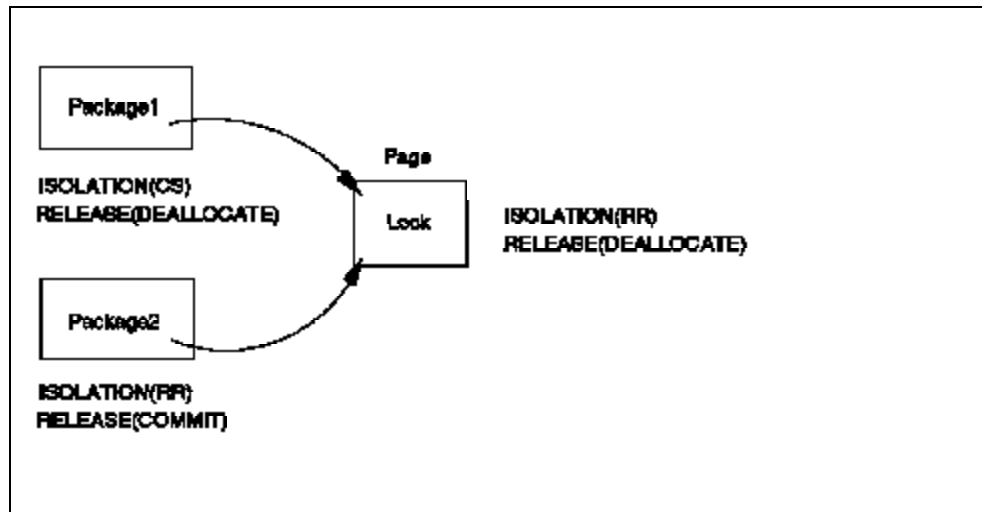 Package1
ISOLATION(CS)
RELEASE(DEALLOCATE)
Page
Lock
ISOLATION(RR)
RELEASE(DEALLOCATE)
Package2
ISOLATION(RR)
RELEASE(COMMIT)